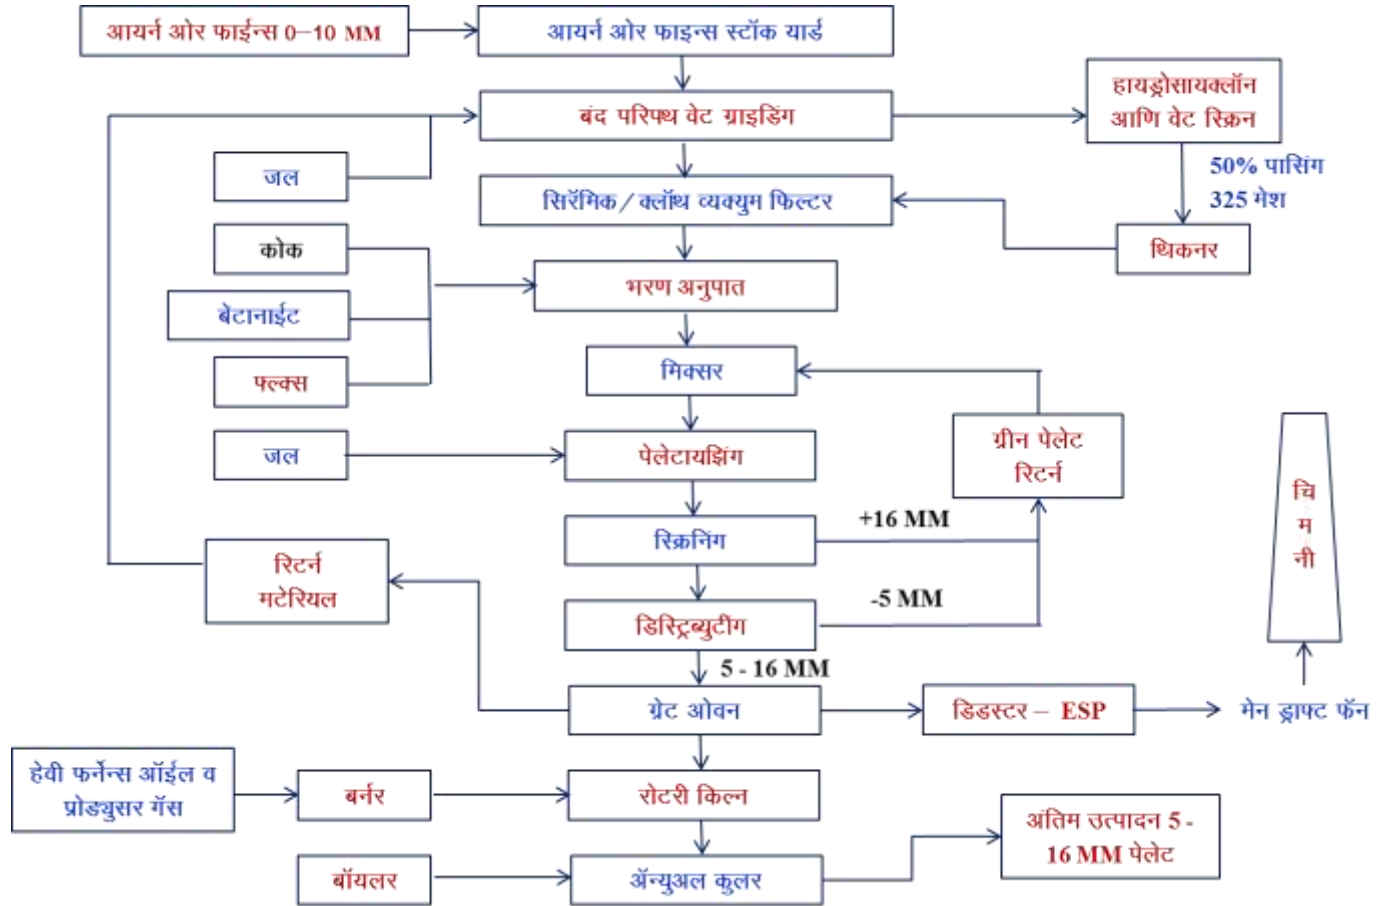 आयर्न ओर फाईन्स 0–10 MM
आयर्न ओर फाइन्स स्टॉक यार्ड
बंद परिपथ वेट ग्राइडिंग
हायड्रोसायक्लॉन
आणि वेट स्क्रिन
जल
50% पासिंग
325 मेश
सिरॅमिक/क्लॉथ व्यक्युम फिल्टर
कोक
थिकनर
भरण अनुपात
बेंटानाईट
मिक्सर
फ्ल्क्स
ग्रीन पेलेट
रिटर्न
जल
पेलेटायझिंग
चि
म
नी
+16 MM
स्क्रिनिंग
रिटर्न
मटेरियल
-5 MM
डिस्ट्रिब्युटींग
5 - 16 MM
ग्रेट ओवन
डिडस्टर – ESP
मेन ड्राफ्ट फॅन
हेवी फर्नेन्स ऑईल व
प्रोड्युसर गॅस
बर्नर
रोटरी किल्न
अंतिम उत्पादन 5 -
16 MM पेलेट
बॉयलर
ॲन्युअल कुलर